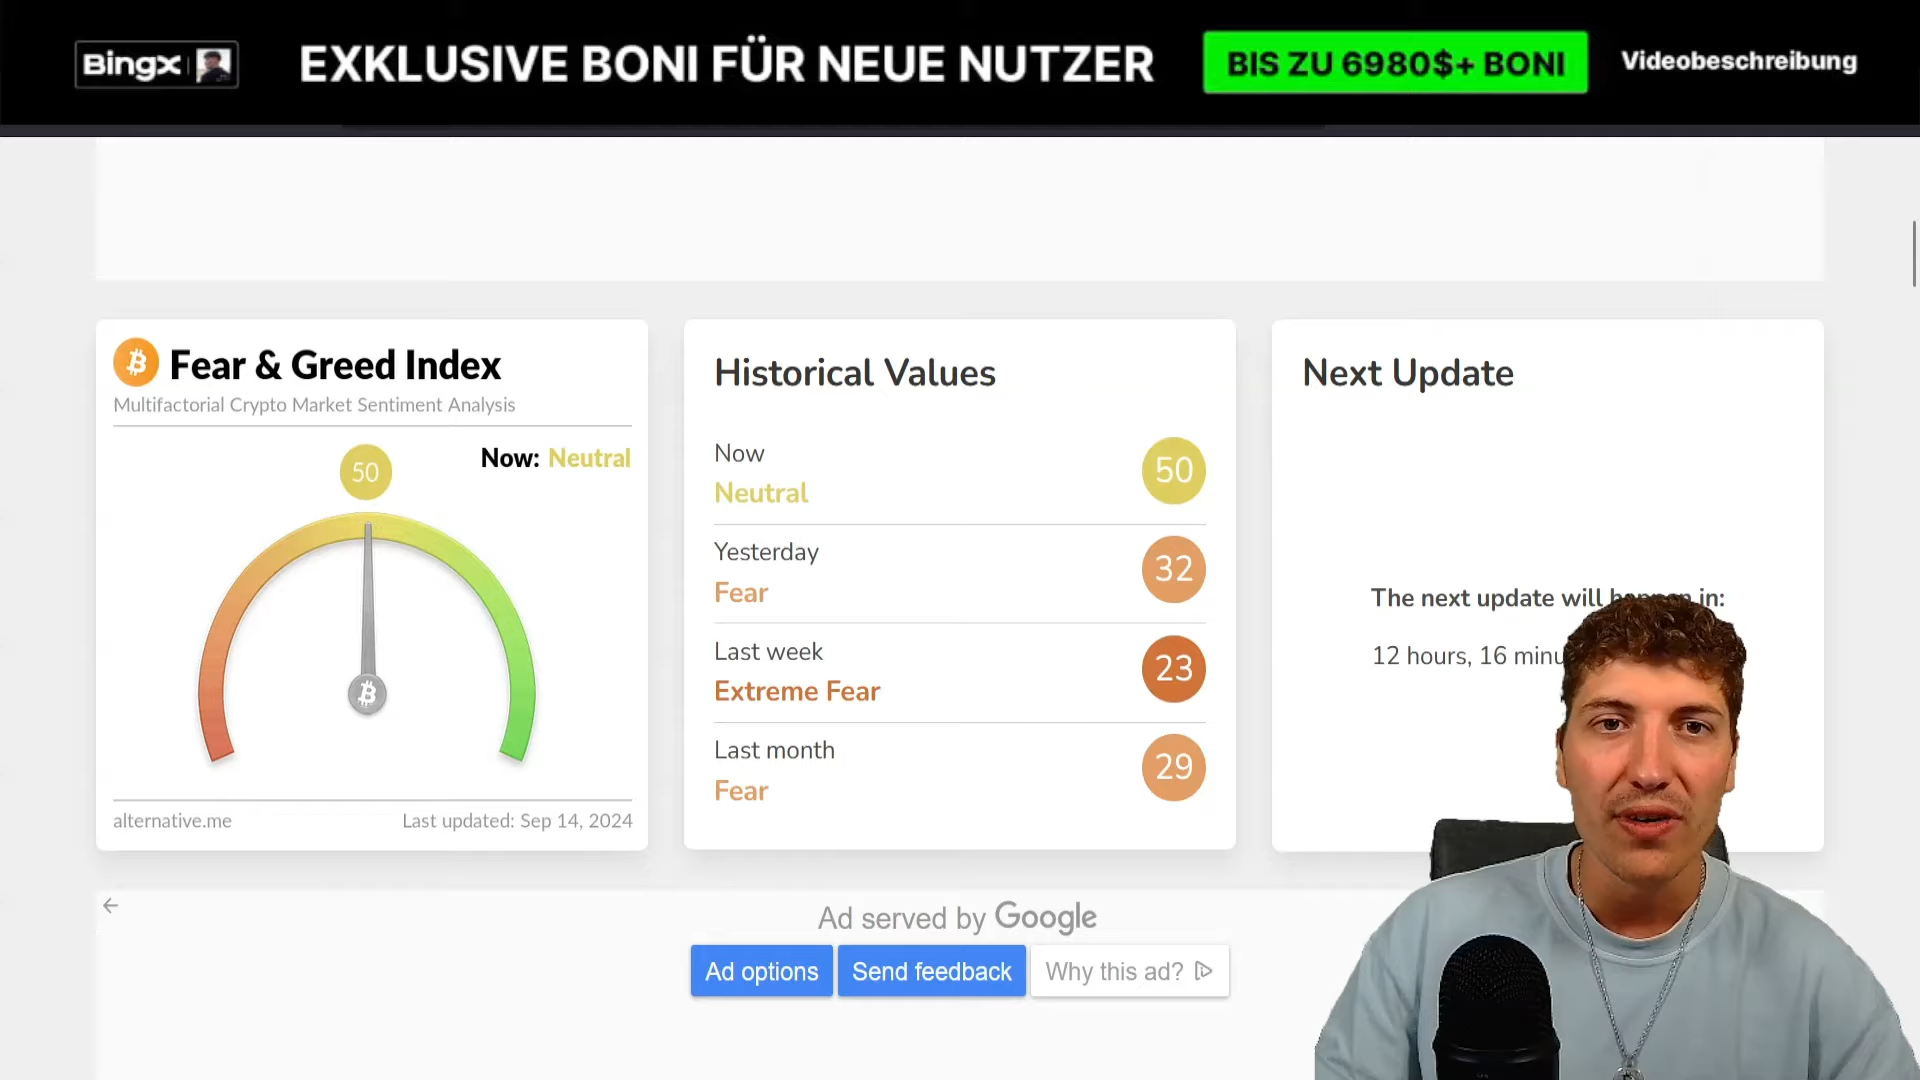 Bingx
EXKLUSIVE BONI FÜR NEUE NUTZER
BIS ZU 6980$+ BONI
Videobeschreibung
Fear & Greed Index
Multifactorial Crypto Market Sentiment Analysis
Now: Neutral
50
alternative.me
Last updated: Sep 14, 2024
Historical Values
Now
Neutral
50
Yesterday
Fear
32
Last week
Extreme Fear
23
Last month
Fear
29
Next Update
The next update will happen in:
12 hours, 16 minu
Ad served by Google
Ad options
Send feedback
Why this ad?